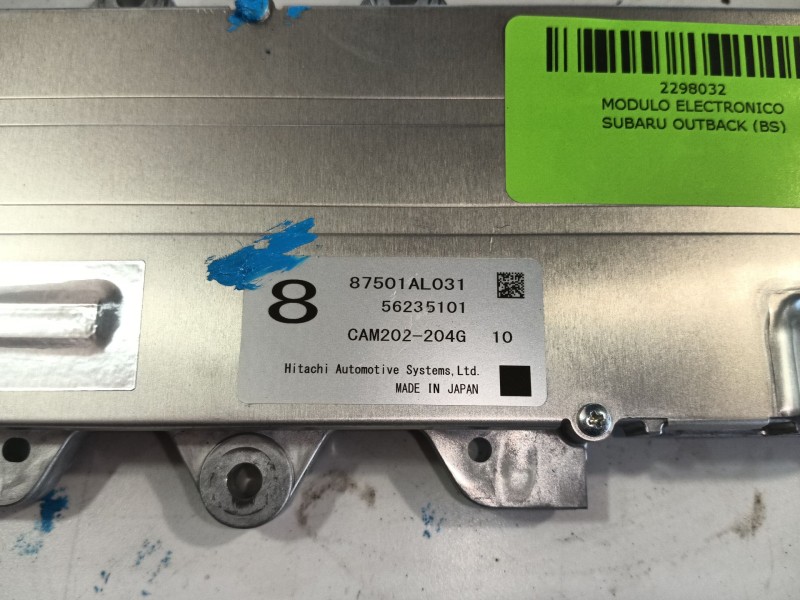 2298032
MODULO ELECTRONICO
SUBARU OUTBACK (BS)
8
87501AL031
56235101
CAM202-204G 10
Hitachi Automotive Systems,Ltd.
MADE IN JAPAN